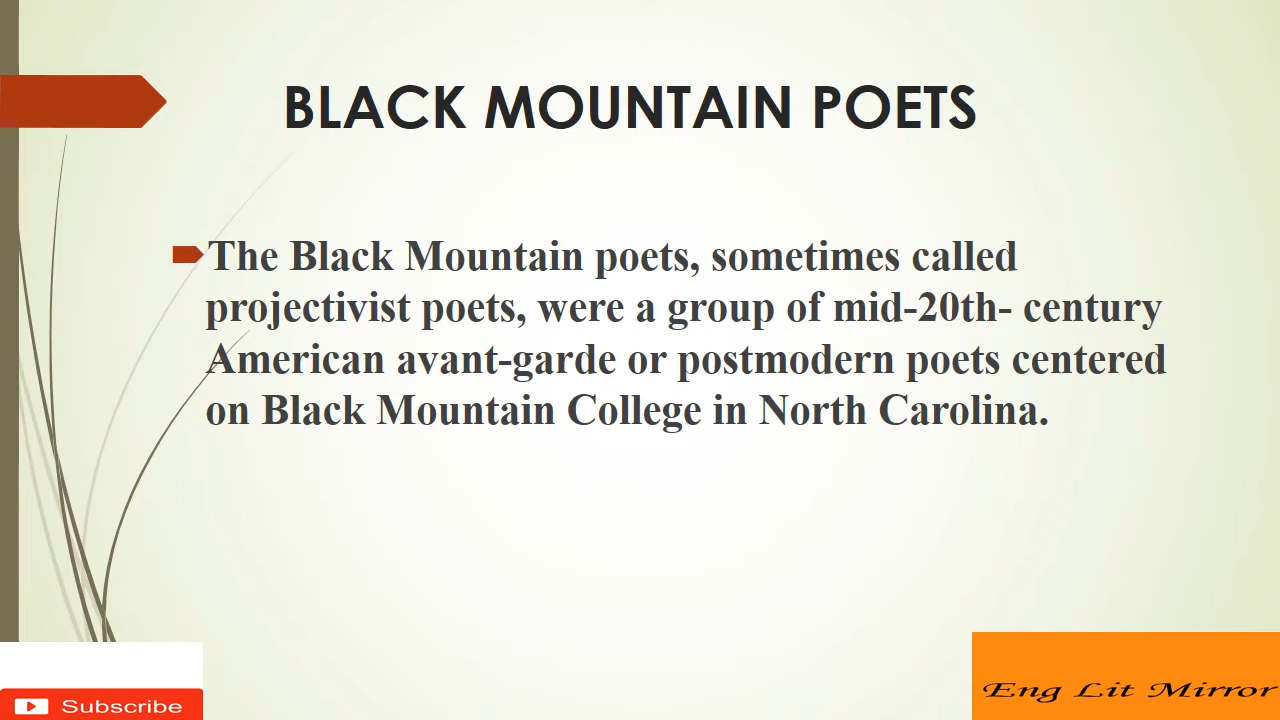 BLACK MOUNTAIN POETS
The Black Mountain poets, sometimes called
projectivist poets, were a group of mid-20th- century
American avant-garde or postmodern poets centered
on Black Mountain College in North Carolina.
Subscribe
Eng Lit Mirror